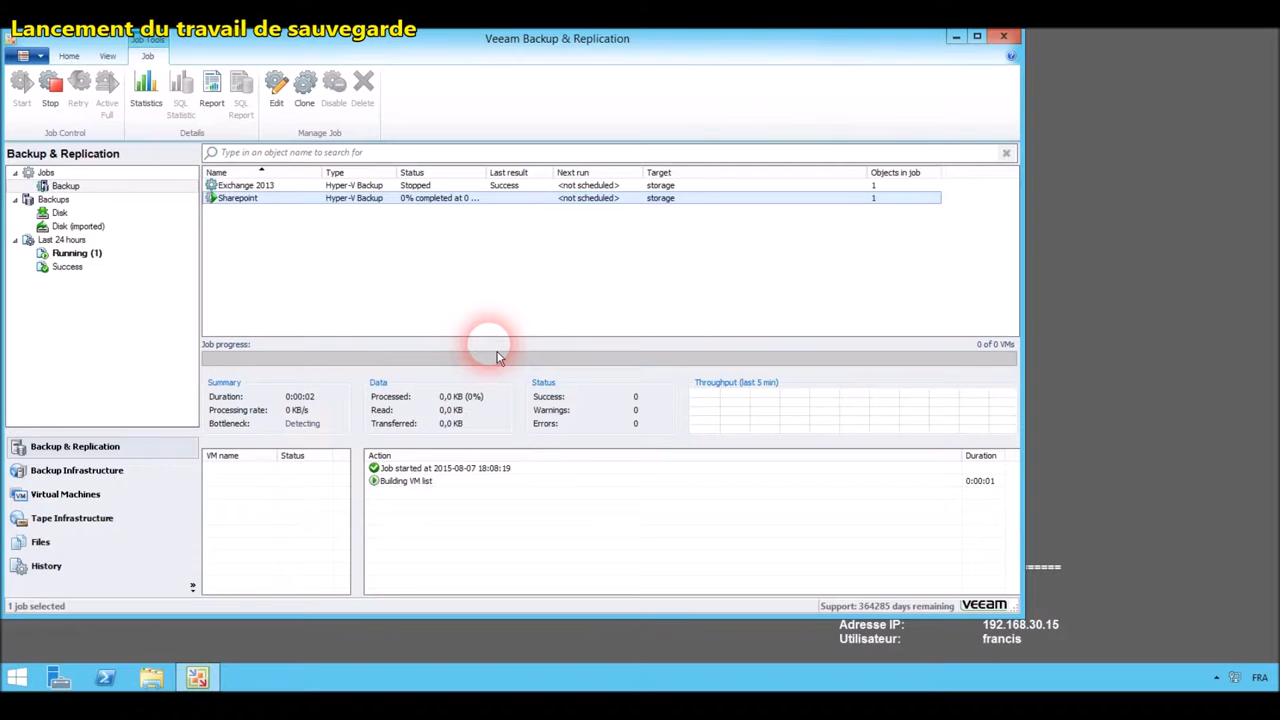 Lancement du travail de sauvegarde
Job Tools
Veeam Backup & Replication
Home View Job
Start Stop Retry Active Full Statistics SQL Statistic Report SQL Report Edit Clone Disable Delete
Job Control Details Manage Job
Backup & Replication
Type in an object name to search for
Jobs
Backup
Backups
Disk
Disk (imported)
Last 24 hours
Running (1)
Success
Name Type Status Last result Next run Target Objects in job
Exchange 2013 Hyper-V Backup Stopped Success <not scheduled> storage 1
Sharepoint Hyper-V Backup 0% completed at 0 ... <not scheduled> storage 1
Job progress: 0 of 0 VMs
Summary Data Status Throughput (last 5 min)
Duration: 0:00:02 Processed: 0,0 KB (0%) Success: 0
Processing rate: 0 KB/s Read: 0,0 KB Warnings: 0
Bottleneck: Detecting Transferred: 0,0 KB Errors: 0
Backup & Replication
Backup Infrastructure
Virtual Machines
Tape Infrastructure
Files
History
»
VM name Status Action Duration
Job started at 2015-08-07 18:08:19
Building VM list 0:00:01
1 job selected Support: 364285 days remaining veeam
=====
Adresse IP: 192.168.30.15
Utilisateur: francis
FRA